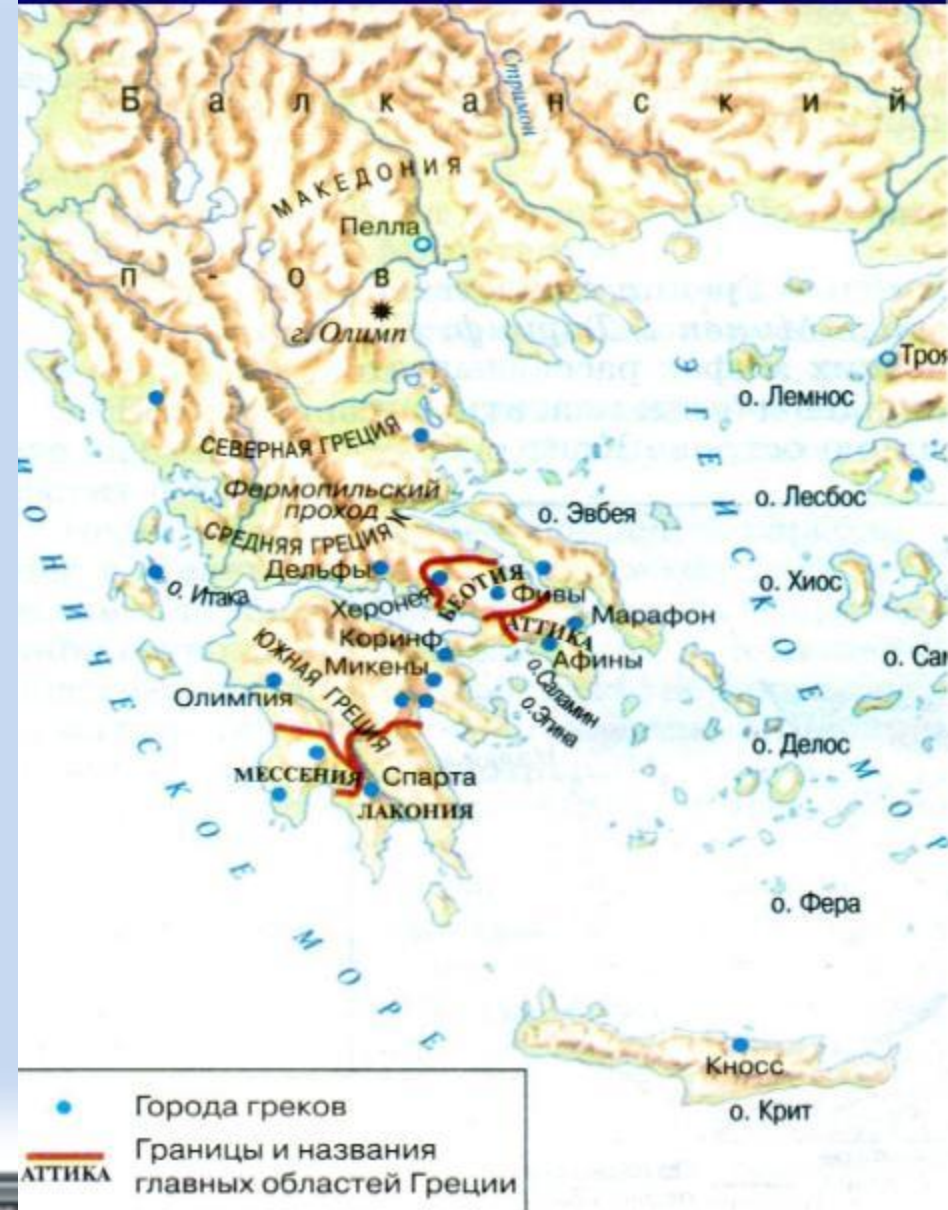 Стримон
Балканский
МАКЕДОНИЯ
Пелла
п-ов
г. Олимп
Троя
ЭГЕЙСКОЕ МОР
о. Лемнос
СЕВЕРНАЯ ГРЕЦИЯ
Фермопильский
проход
о. Лесбос
о. Эвбея
СРЕДНЯЯ ГРЕЦИЯ
Дельфы
БЕОТИЯ
о. Хиос
о. Итака
Фивы
Херонея
АТТИКА
Марафон
Коринф
ИОНИЧЕСКОЕ МОРЕ
ЮЖНАЯ ГРЕЦИЯ
Микены
Афины
о. Сам
о.Саламин
о.Эгина
Олимпия
о. Делос
МЕССЕНИЯ
Спарта
ЛАКОНИЯ
о. Фера
Кносс
о. Крит
Города греков
АТТИКА
Границы и названия
главных областей Греции